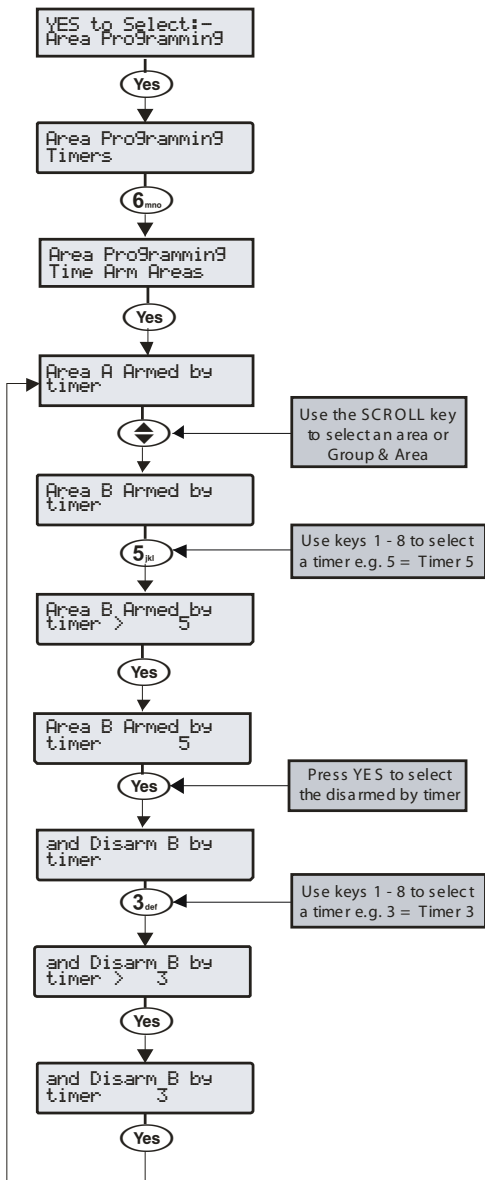 YES to Select:-
Area Programming
Yes
Area Programming
Timers
6mno
Area Programming
Time Arm Areas
Yes
Area A Armed by
timer
Use the SCROLL key
to select an area or
Group & Area
Area B Armed by
timer
5jkl
Use keys 1 - 8 to select
a timer e.g. 5 = Timer 5
Area B Armed by
timer > 5
Yes
Area B Armed by
timer 5
Yes
Press YES to select
the disarmed by timer
and Disarm B by
timer
3def
Use keys 1 - 8 to select
a timer e.g. 3 = Timer 3
and Disarm B by
timer > 3
Yes
and Disarm B by
timer 3
Yes